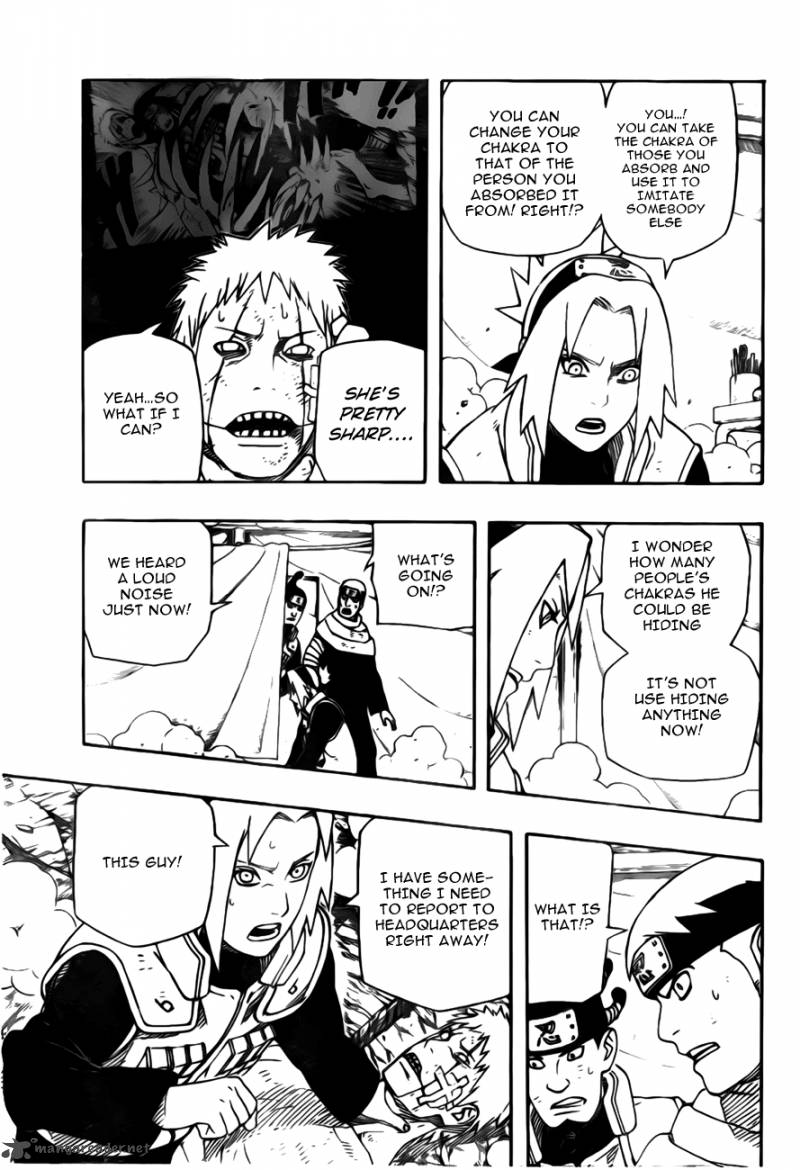 YOU...!
YOU CAN TAKE
THE CHAKRA OF
THOSE YOU
ABSORB AND
USE IT TO
IMITATE
SOMEBODY
ELSE
YOU CAN
CHANGE YOUR
CHAKRA TO
THAT OF THE
PERSON YOU
ABSORBED IT
FROM! RIGHT!?
SHE'S
PRETTY
SHARP....
YEAH...SO
WHAT IF I
CAN?
I WONDER
HOW MANY
PEOPLE'S
CHAKRAS HE
COULD BE
HIDING
IT'S NOT
USE HIDING
ANYTHING
NOW!
WHAT'S
GOING
ON!?
WE HEARD
A LOUD
NOISE
JUST NOW!
WHAT IS
THAT!?
I HAVE SOME-
THING I NEED
TO REPORT TO
HEADQUARTERS
RIGHT AWAY!
THIS GUY!
忍
mangareader.net